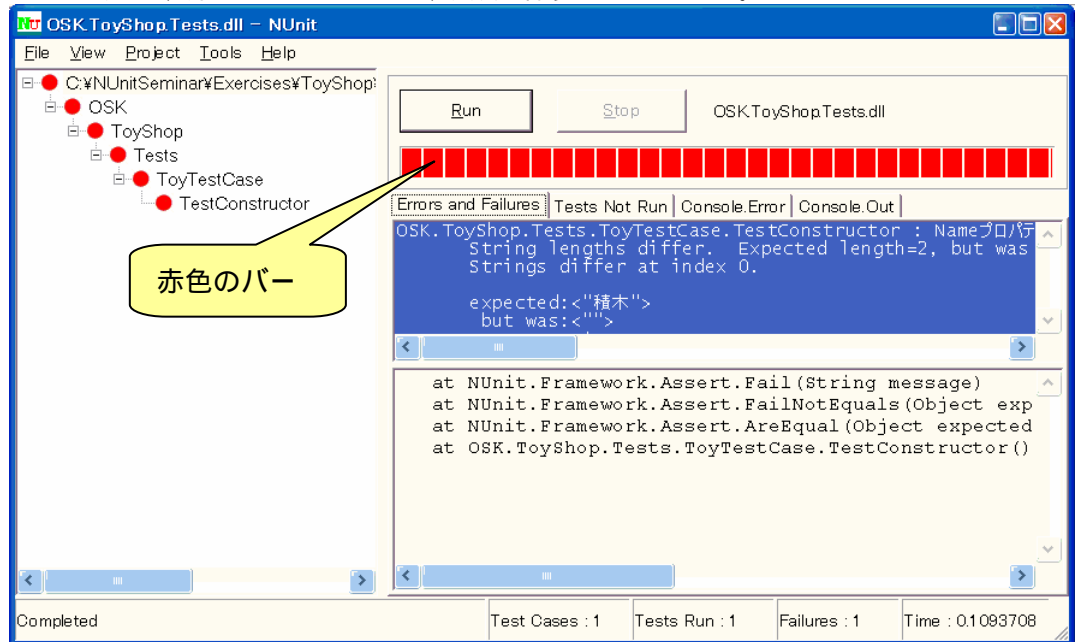 OSK.ToyShop.Tests.dll - NUnit
File View Project Tools Help
C:¥NUnitSeminar¥Exercises¥ToyShop
OSK
ToyShop
Tests
ToyTestCase
TestConstructor
赤色のバー
Run Stop OSK.ToyShop.Tests.dll
Errors and Failures Tests Not Run Console.Error Console.Out
OSK.ToyShop.Tests.ToyTestCase.TestConstructor : Nameプロパテ
String lengths differ. Expected length=2, but was
Strings differ at index 0.
expected:<"積木">
but was:<"">
at NUnit.Framework.Assert.Fail(String message)
at NUnit.Framework.Assert.FailNotEquals(Object exp
at NUnit.Framework.Assert.AreEqual(Object expected
at OSK.ToyShop.Tests.ToyTestCase.TestConstructor()
Completed Test Cases : 1 Tests Run : 1 Failures : 1 Time : 0.1093708